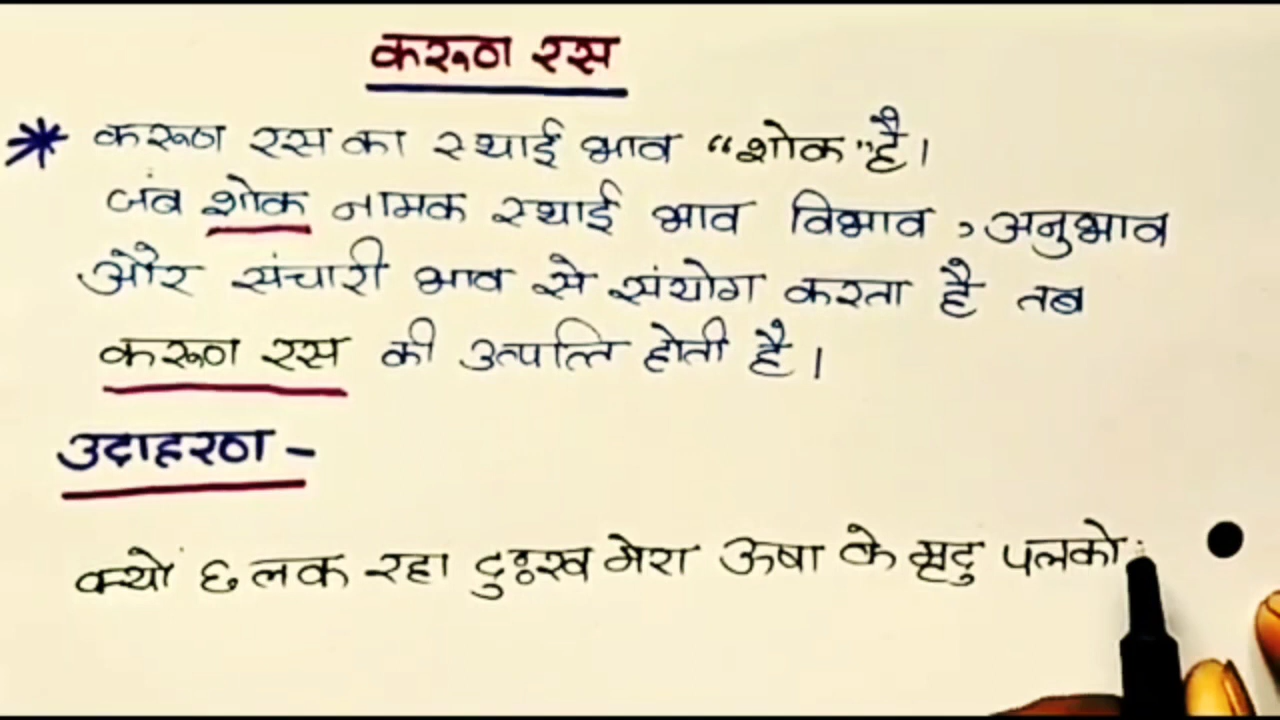 करुण रस
* करुण रस का स्थाई भाव “शोक” है।
जब शोक नामक स्थाई भाव विभाव, अनुभाव
और संचारी भाव से संयोग करता है तब
करुण रस की उत्पत्ति होती है।
उदाहरण -
क्यों छलक रहा दुःख मेरा ऊषा के मृदु पलको